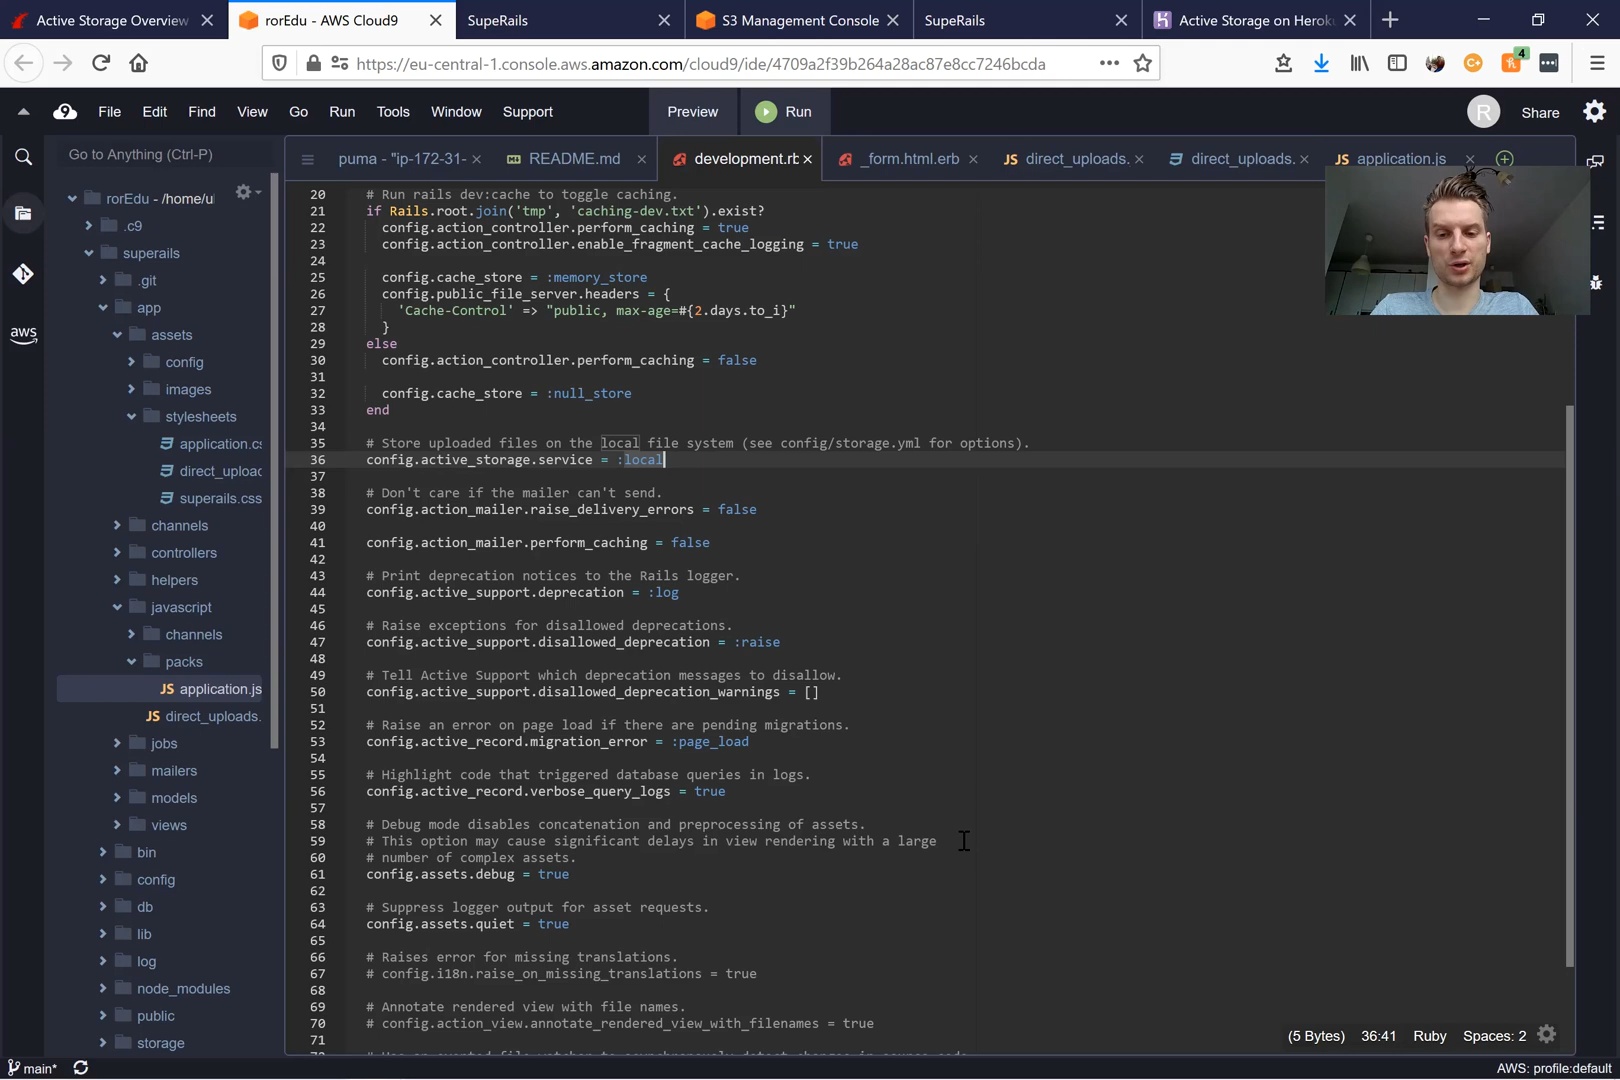 Active Storage Overview
rorEdu - AWS Cloud9
SupeRails
S3 Management Console
SupeRails
Active Storage on Heroku
https://eu-central-1.console.aws.amazon.com/cloud9/ide/4709a2f39b264a28ac87e8cc7246bcda
4
9 File Edit Find View Go Run Tools Window Support Preview Run R Share
Go to Anything (Ctrl-P)
puma - "ip-172-31-
README.md
development.rb
_form.html.erb
JS direct_uploads.
direct_uploads.
JS application.js
aws
rorEdu - /home/u
.c9
superails
.git
app
assets
config
images
stylesheets
application.cs
direct_upload
superails.css
channels
controllers
helpers
javascript
channels
packs
JS application.js
JS direct_uploads.
jobs
mailers
models
views
bin
config
db
lib
log
node_modules
public
storage
20 # Run rails dev:cache to toggle caching.
21 if Rails.root.join('tmp', 'caching-dev.txt').exist?
22 config.action_controller.perform_caching = true
23 config.action_controller.enable_fragment_cache_logging = true
24
25 config.cache_store = :memory_store
26 config.public_file_server.headers = {
27 'Cache-Control' => "public, max-age=#{2.days.to_i}"
28 }
29 else
30 config.action_controller.perform_caching = false
31
32 config.cache_store = :null_store
33 end
34
35 # Store uploaded files on the local file system (see config/storage.yml for options).
36 config.active_storage.service = :local
37
38 # Don't care if the mailer can't send.
39 config.action_mailer.raise_delivery_errors = false
40
41 config.action_mailer.perform_caching = false
42
43 # Print deprecation notices to the Rails logger.
44 config.active_support.deprecation = :log
45
46 # Raise exceptions for disallowed deprecations.
47 config.active_support.disallowed_deprecation = :raise
48
49 # Tell Active Support which deprecation messages to disallow.
50 config.active_support.disallowed_deprecation_warnings = []
51
52 # Raise an error on page load if there are pending migrations.
53 config.active_record.migration_error = :page_load
54
55 # Highlight code that triggered database queries in logs.
56 config.active_record.verbose_query_logs = true
57
58 # Debug mode disables concatenation and preprocessing of assets.
59 # This option may cause significant delays in view rendering with a large
60 # number of complex assets.
61 config.assets.debug = true
62
63 # Suppress logger output for asset requests.
64 config.assets.quiet = true
65
66 # Raises error for missing translations.
67 # config.i18n.raise_on_missing_translations = true
68
69 # Annotate rendered view with file names.
70 # config.action_view.annotate_rendered_view_with_filenames = true
71
(5 Bytes) 36:41 Ruby Spaces: 2
main*
AWS: profile:default